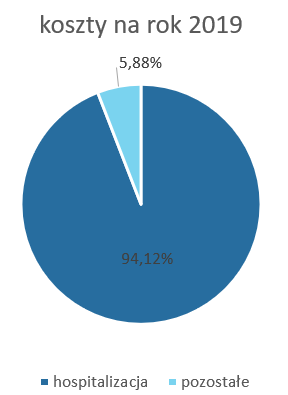 koszty na rok 2019
5,88%
94,12%
hospitalizacja pozostałe